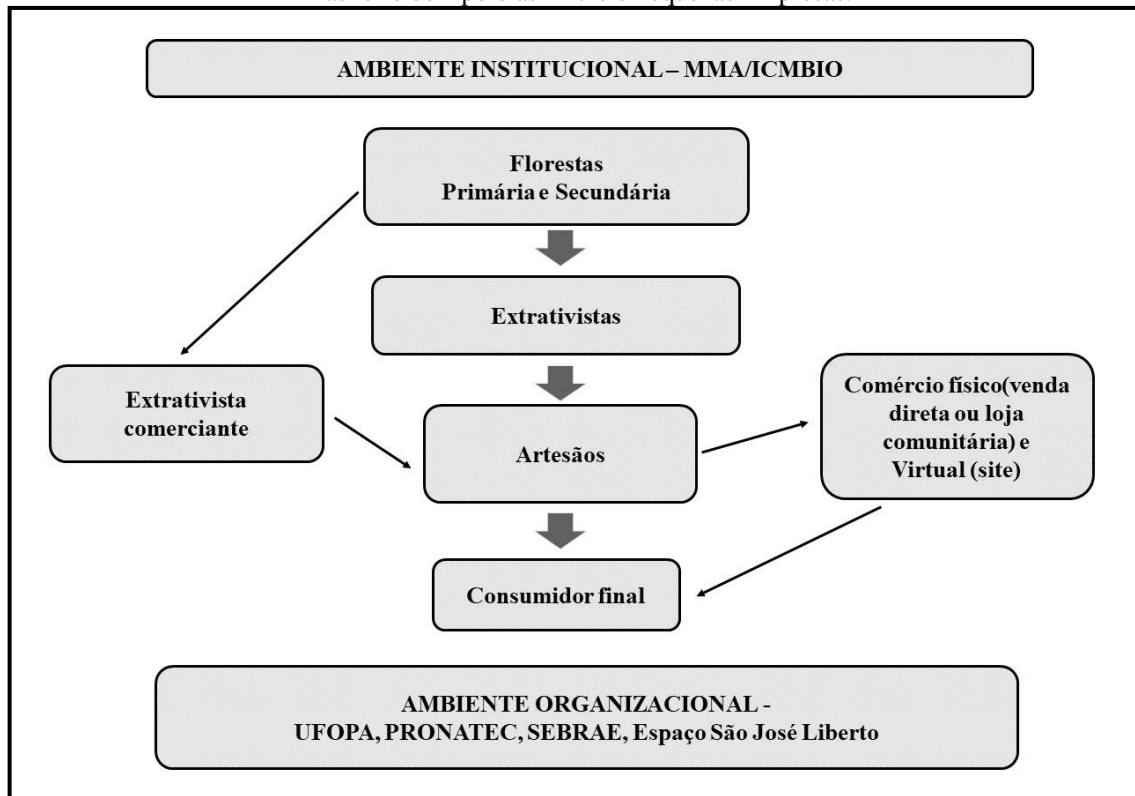 AMBIENTE INSTITUCIONAL – MMA/ICMBIO
Florestas
Primária e Secundária
Extrativistas
Extrativista
comerciante
Artesãos
Comércio físico(venda
direta ou loja
comunitária) e
Virtual (site)
Consumidor final
AMBIENTE ORGANIZACIONAL -
UFOPA, PRONATEC, SEBRAE, Espaço São José Liberto